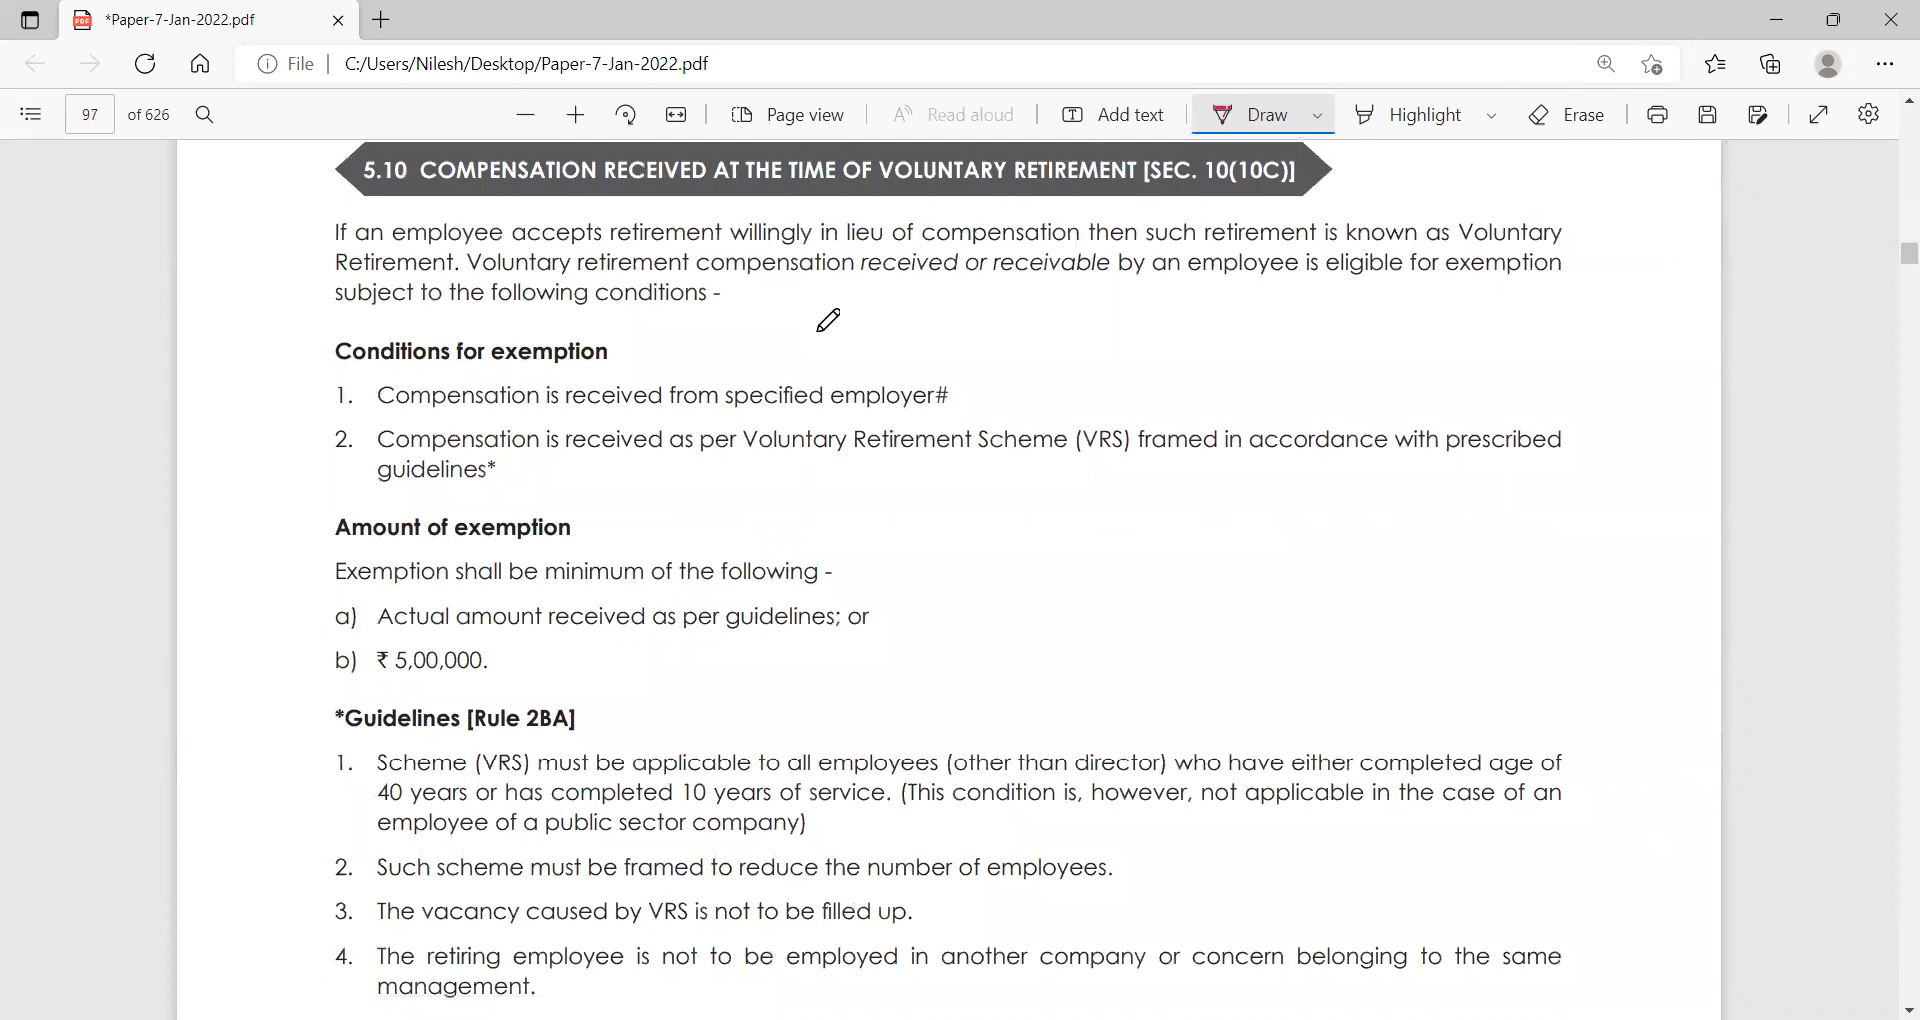 *Paper-7-Jan-2022.pdf
File | C:/Users/Nilesh/Desktop/Paper-7-Jan-2022.pdf
97 of 626 Page view Read aloud Add text Draw Highlight Erase
5.10 COMPENSATION RECEIVED AT THE TIME OF VOLUNTARY RETIREMENT [SEC. 10(10C)]
If an employee accepts retirement willingly in lieu of compensation then such retirement is known as Voluntary
Retirement. Voluntary retirement compensation received or receivable by an employee is eligible for exemption
subject to the following conditions -
Conditions for exemption
1. Compensation is received from specified employer#
2. Compensation is received as per Voluntary Retirement Scheme (VRS) framed in accordance with prescribed
guidelines*
Amount of exemption
Exemption shall be minimum of the following -
a) Actual amount received as per guidelines; or
b) ₹ 5,00,000.
*Guidelines [Rule 2BA]
1. Scheme (VRS) must be applicable to all employees (other than director) who have either completed age of
40 years or has completed 10 years of service. (This condition is, however, not applicable in the case of an
employee of a public sector company)
2. Such scheme must be framed to reduce the number of employees.
3. The vacancy caused by VRS is not to be filled up.
4. The retiring employee is not to be employed in another company or concern belonging to the same
management.